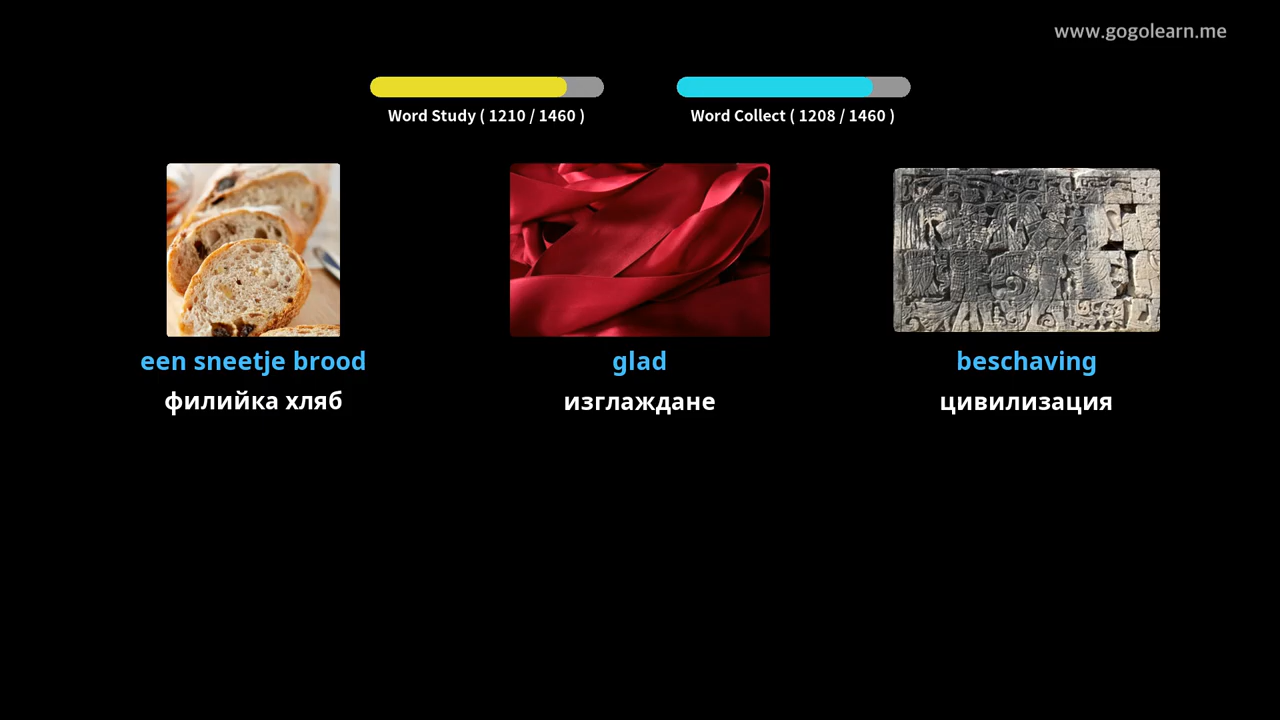 www.gogolearn.me
Word Study ( 1210 / 1460 )
Word Collect ( 1208 / 1460 )
een sneetje brood
glad
beschaving
филийка хляб
изглаждане
цивилизация